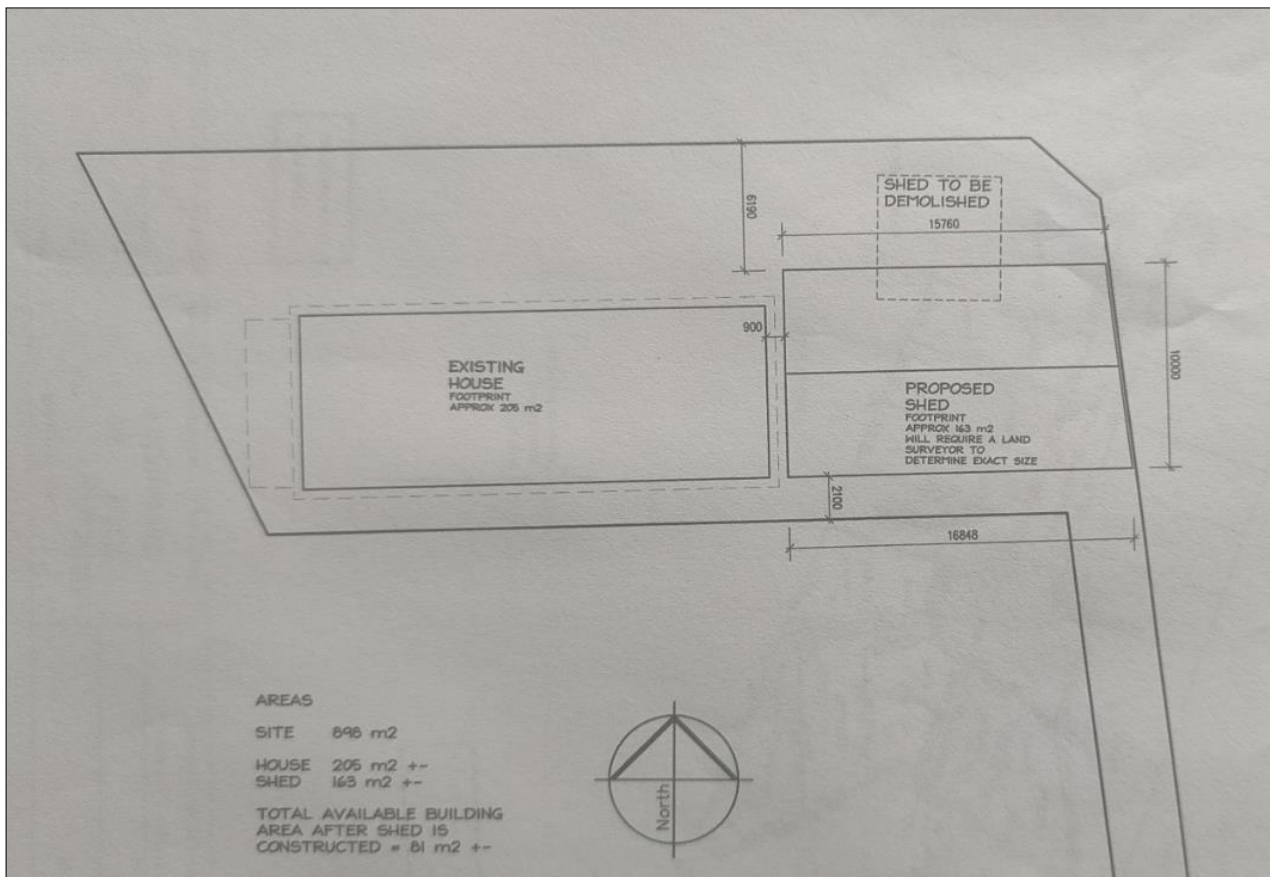 SHED TO BE
DEMOLISHED
15760
6190
900
10000
EXISTING
HOUSE
FOOTPRINT
APPROX 205 m2
PROPOSED
SHED
FOOTPRINT
APPROX 163 m2
WILL REQUIRE A LAND
SURVEYOR TO
DETERMINE EXACT SIZE
2100
16848
AREAS
SITE 898 m2
HOUSE 205 m2 +-
SHED 163 m2 +-
TOTAL AVAILABLE BUILDING
AREA AFTER SHED IS
CONSTRUCTED = 81 m2 +-
North